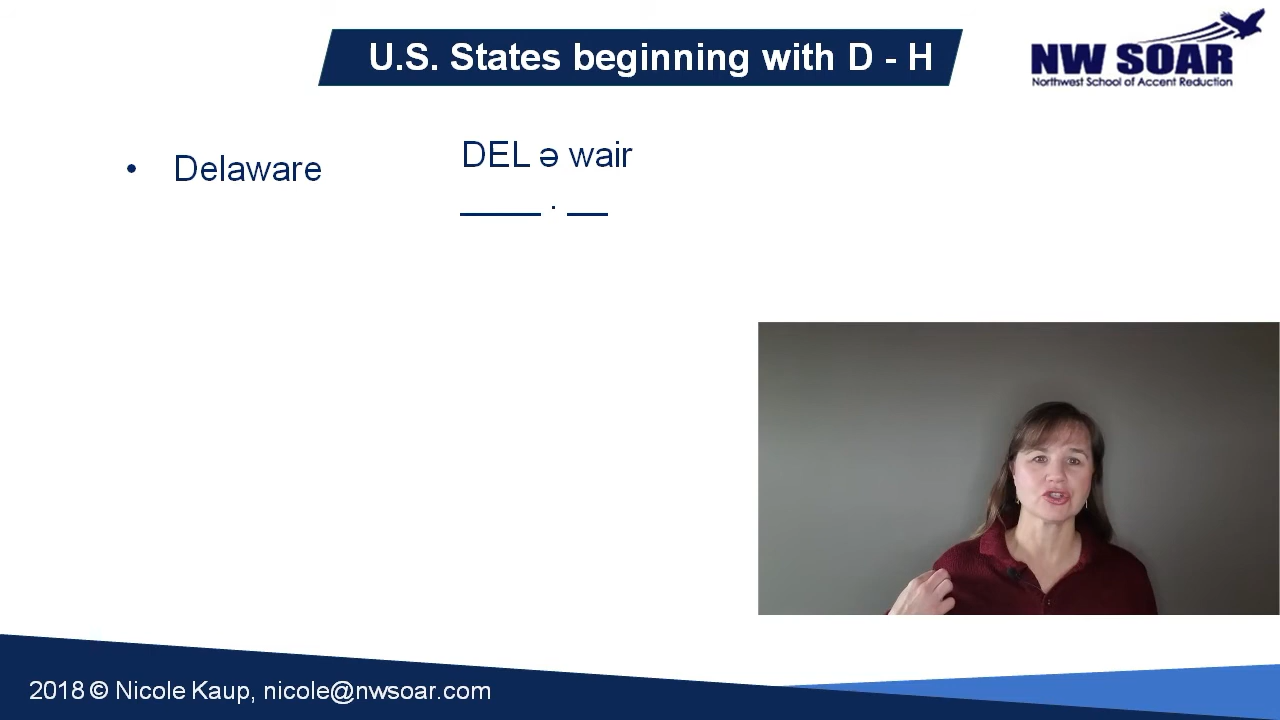 U.S. States beginning with D - H
NW SOAR
Northwest School of Accent Reduction
• Delaware
DEL ə wair
____ . __
2018 © Nicole Kaup, nicole@nwsoar.com